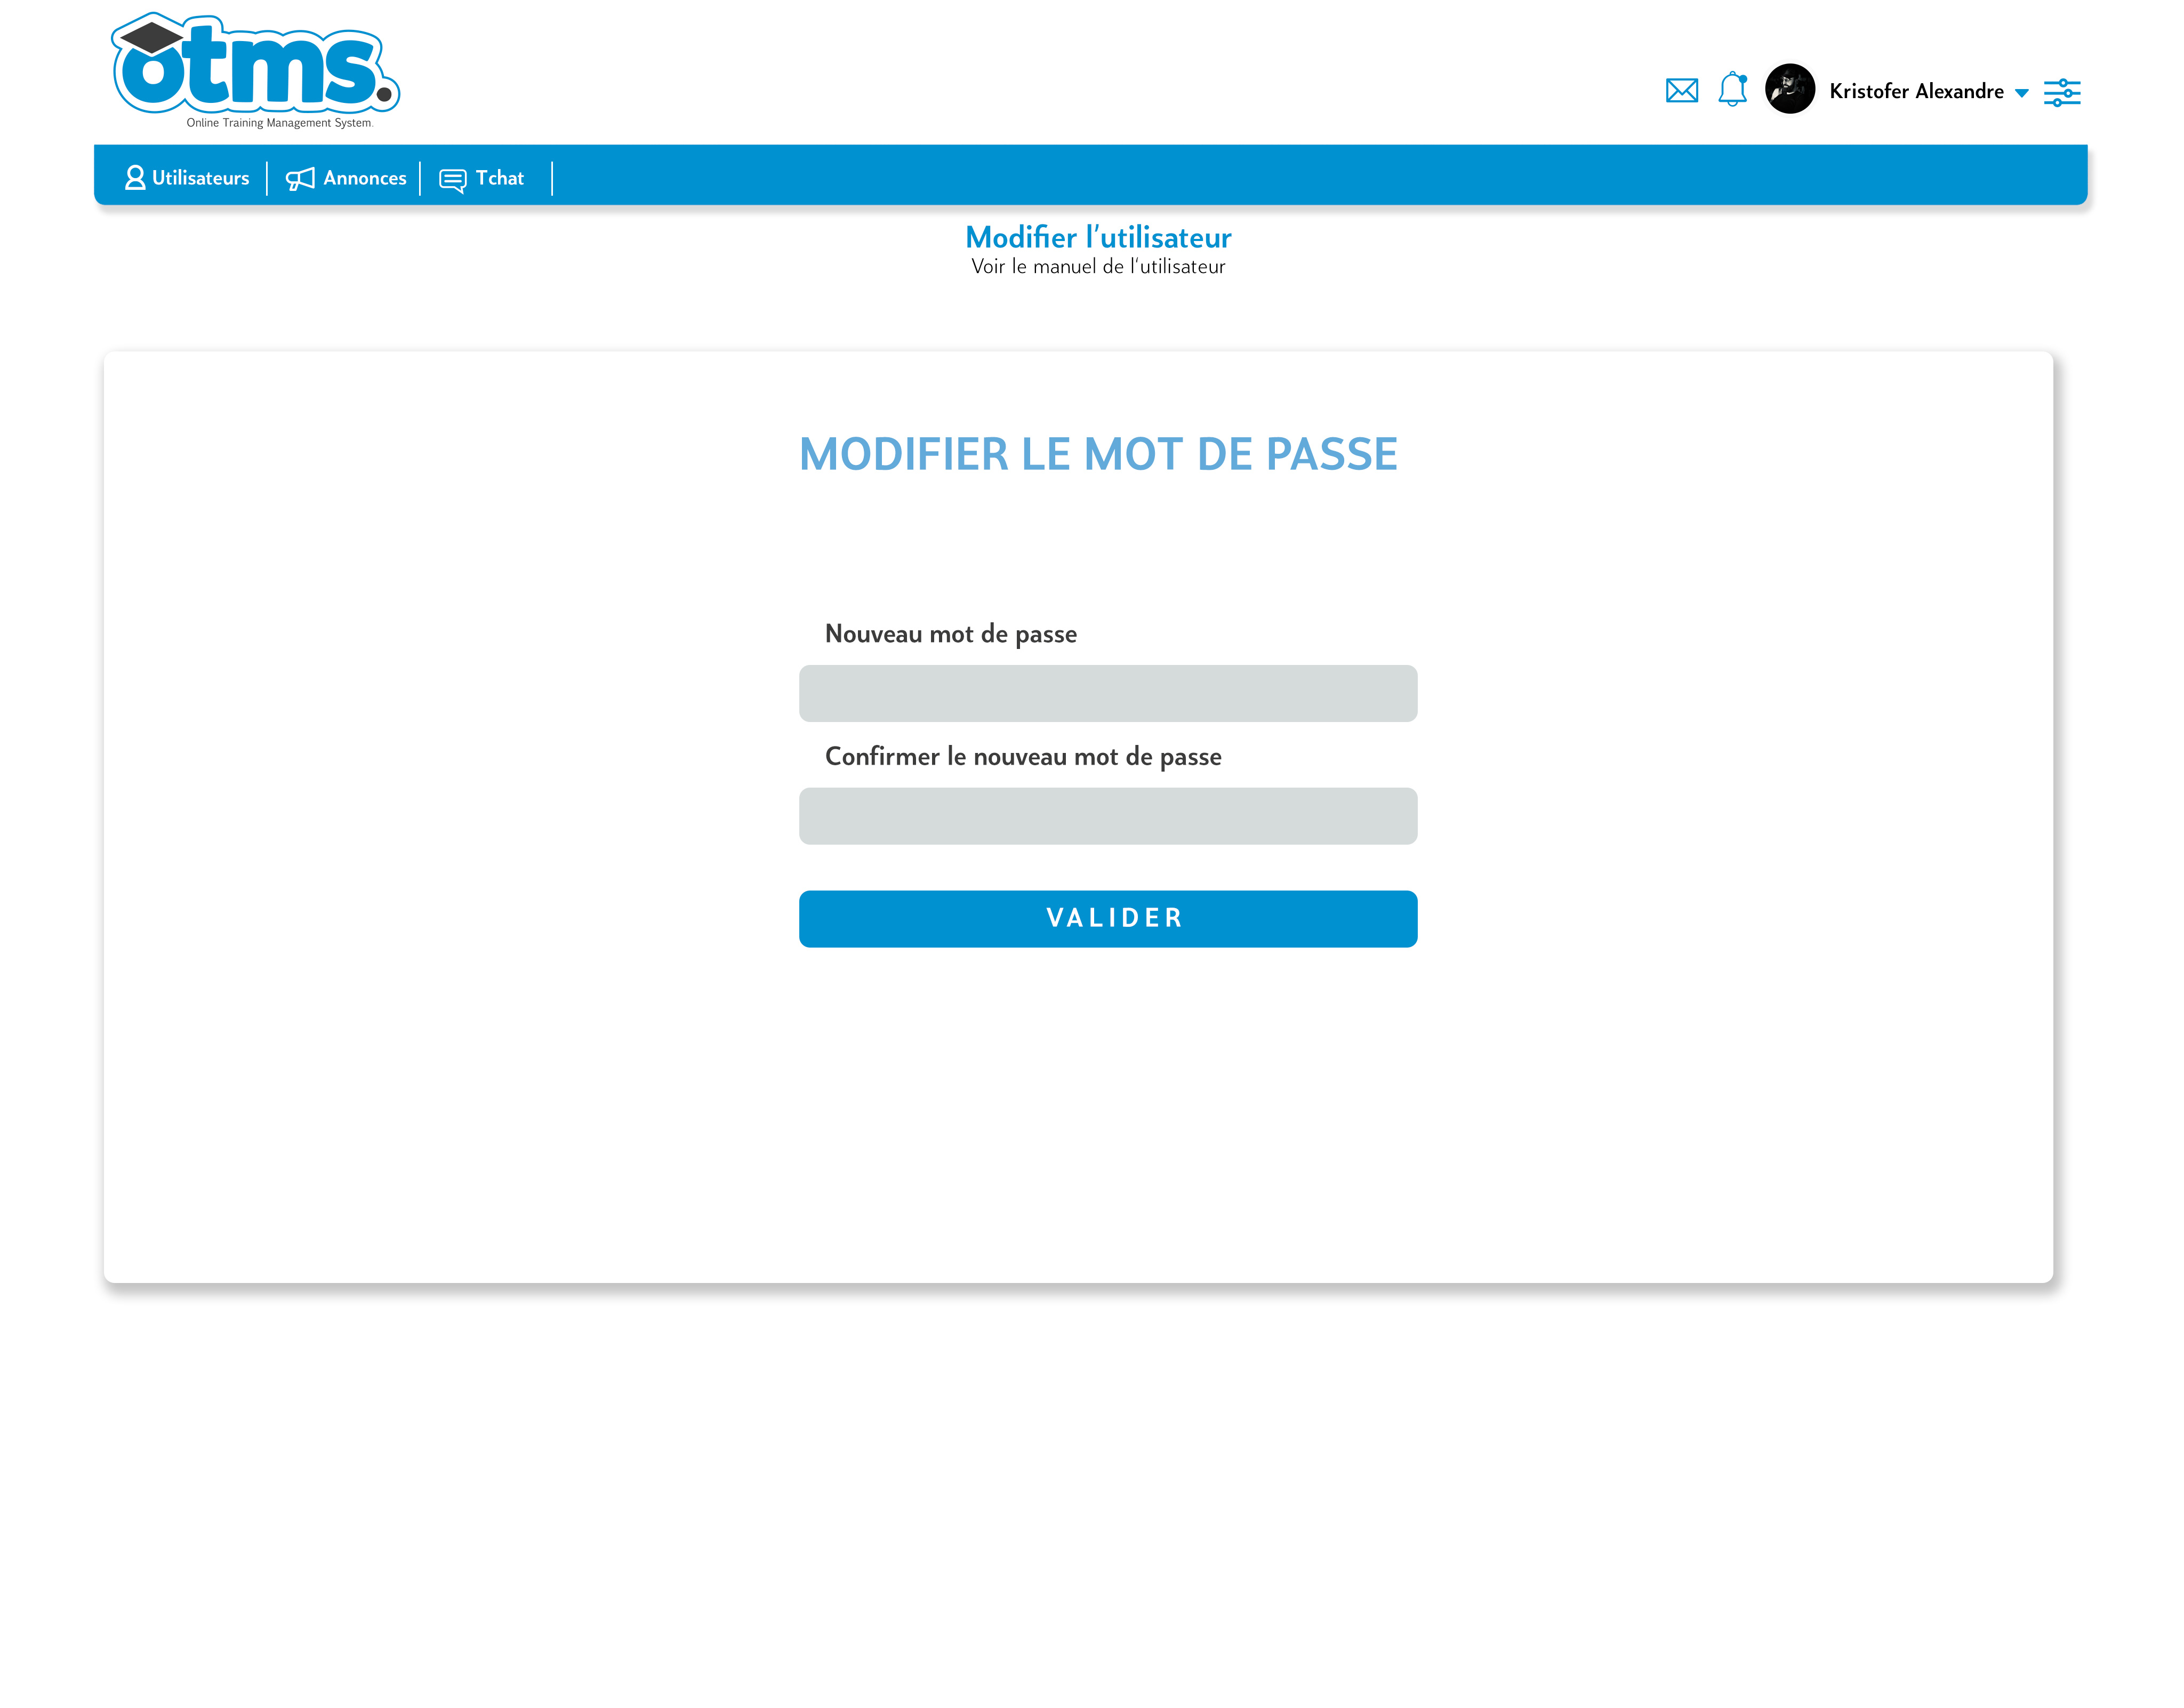 otms.
Online Training Management System.
Kristofer Alexandre
Utilisateurs
Annonces
Tchat
Modifier l'utilisateur
Voir le manuel de l'utilisateur
MODIFIER LE MOT DE PASSE
Nouveau mot de passe
Confirmer le nouveau mot de passe
VALIDER